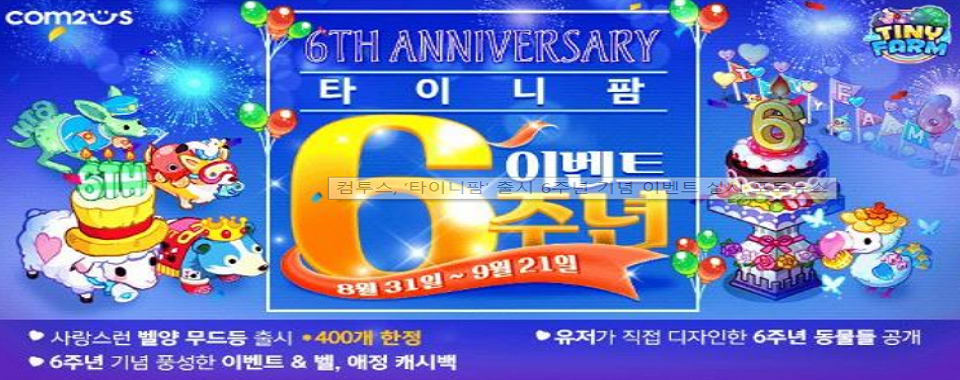 com2us
TINY FARM
6TH ANNIVERSARY
타 이 니 팜
6주년
이벤트
컴투스, '타이니팜' 출시 6주년 기념 이벤트 실시
8월 31일 ~ 9월 21일
6TH
6
TINY FARM 6
사랑스런 벨양 무드등 출시 •400개 한정
유저가 직접 디자인한 6주년 동물들 공개
6주년 기념 풍성한 이벤트 & 벨, 애정 캐시백